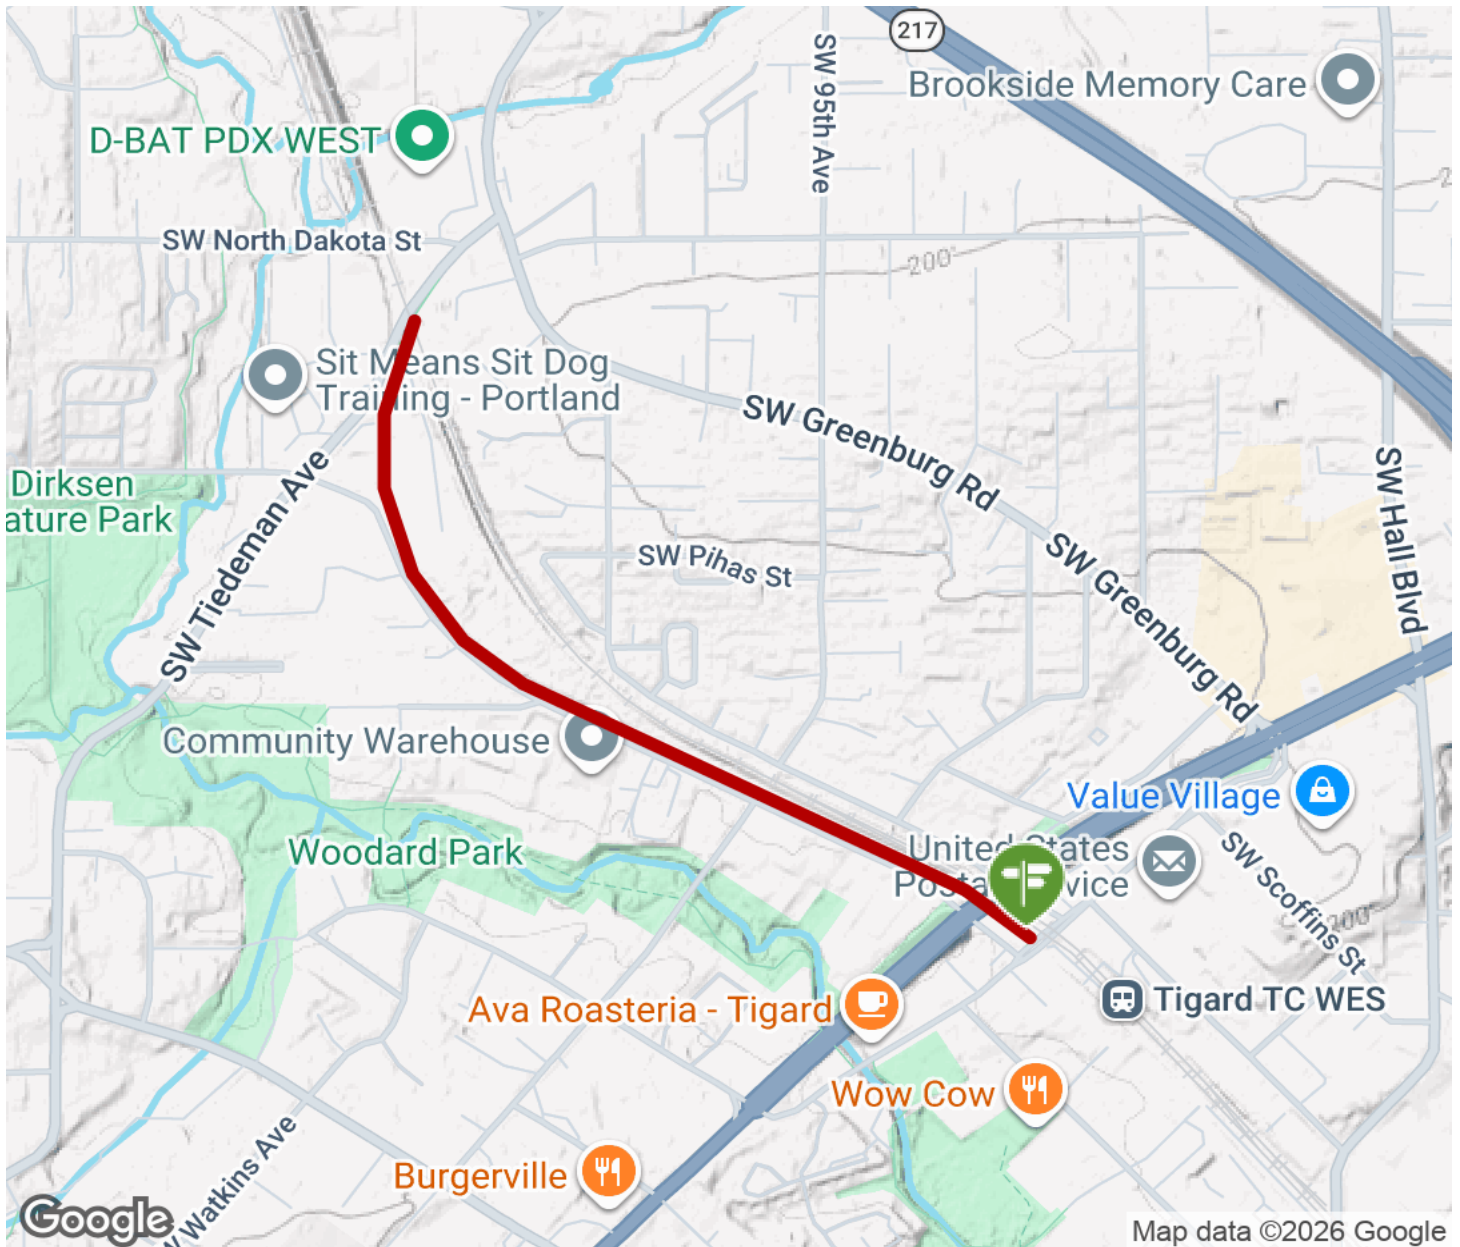 217
SW 95th Ave
Brookside Memory Care
D-BAT PDX WEST
SW North Dakota St
200
Sit Means Sit Dog
Training - Portland
SW Greenburg Rd
SW Hall Blvd
Dirksen
ature Park
SW Tiedeman Ave
SW Pihas St
SW Greenburg Rd
Community Warehouse
Value Village
Woodard Park
United States
Postal Service
SW Scoffins St
200
Ava Roasteria - Tigard
Tigard TC WES
Wow Cow
Burgerville
W Watkins Ave
Google
Map data ©2026 Google